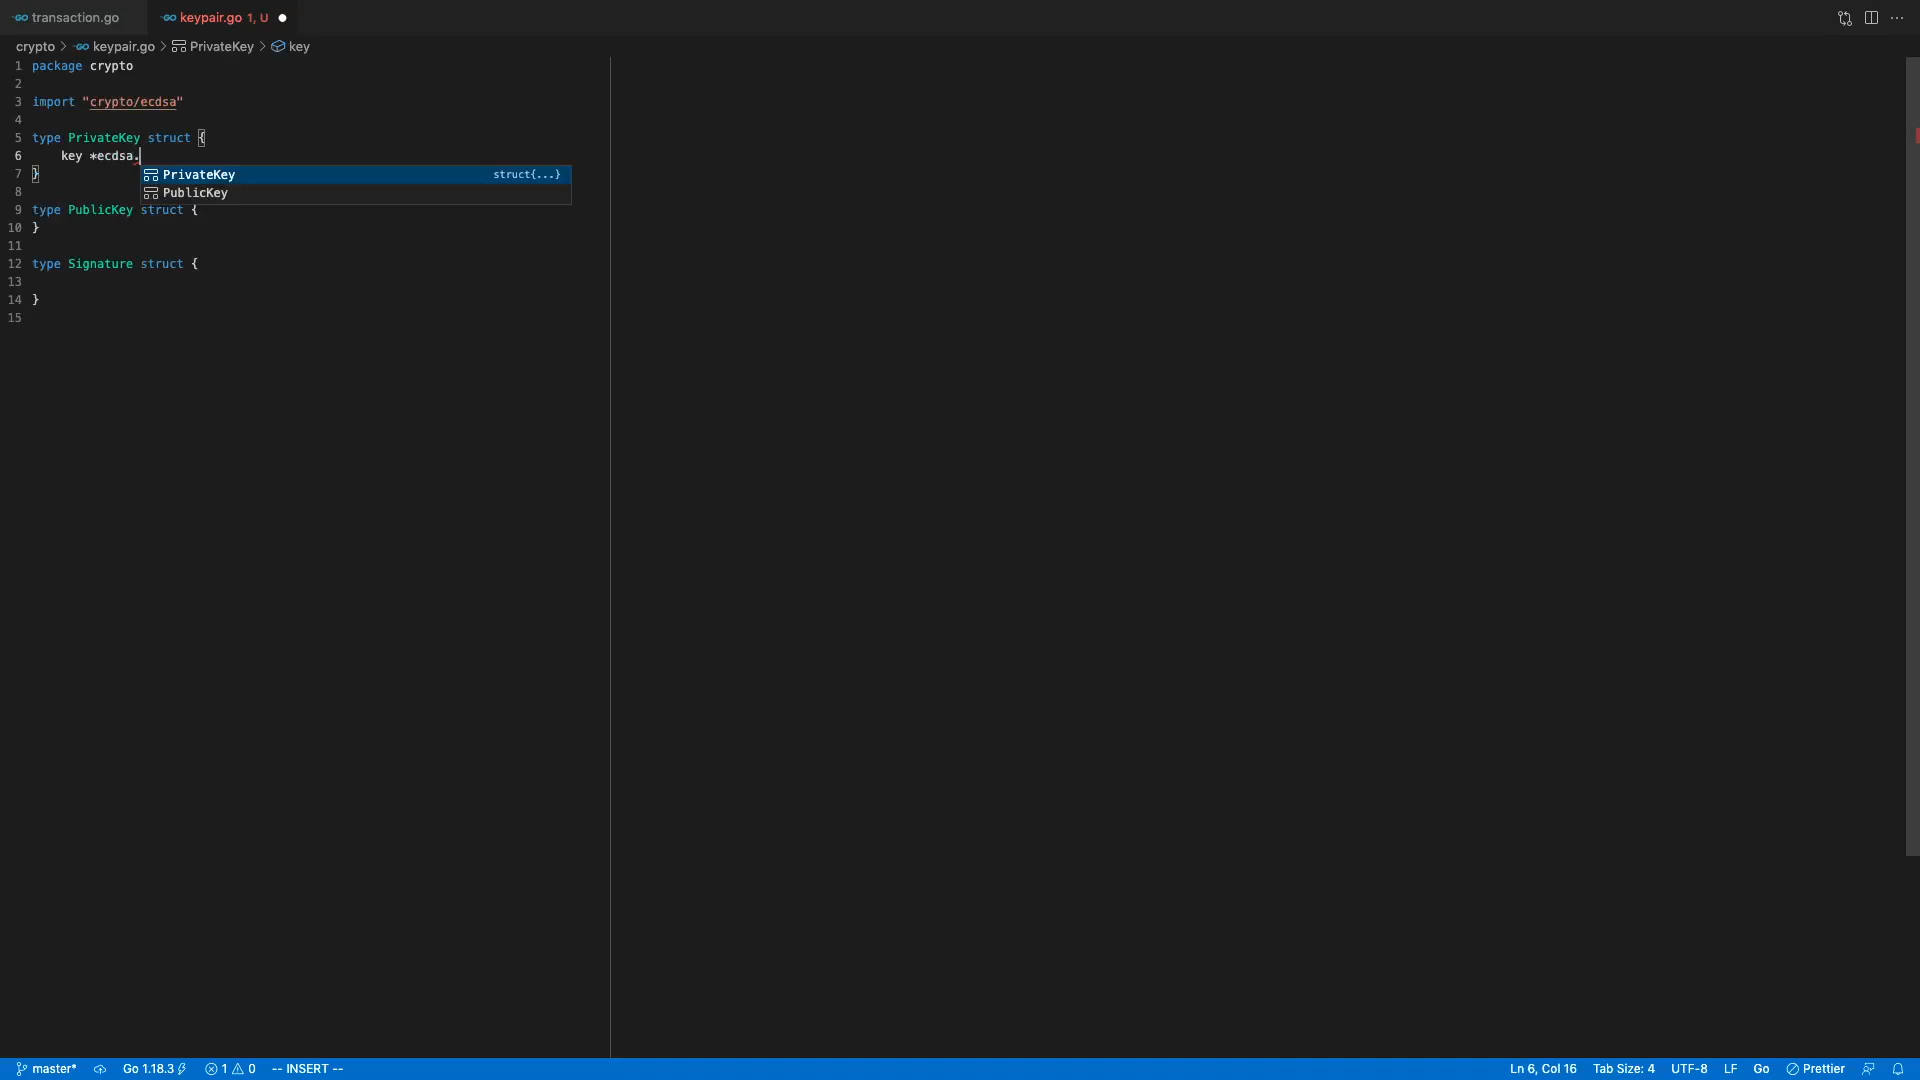 transaction.go
keypair.go 1, U
crypto > keypair.go > PrivateKey > key
1 package crypto
2
3 import "crypto/ecdsa"
4
5 type PrivateKey struct {
6 key *ecdsa.
PrivateKey struct{...}
7 }
PublicKey
8
9 type PublicKey struct {
10 }
11
12 type Signature struct {
13
14 }
15
master* Go 1.18.3 1 0 -- INSERT -- Ln 6, Col 16 Tab Size: 4 UTF-8 LF Go Prettier